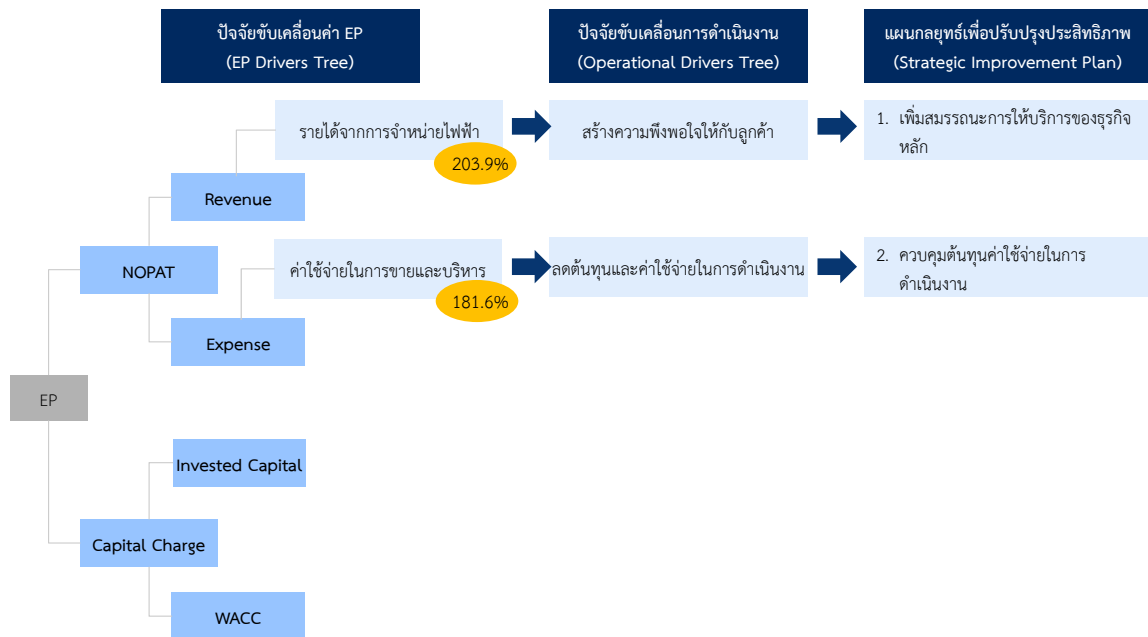 ปัจจัยขับเคลื่อนค่า EP
(EP Drivers Tree)
ปัจจัยขับเคลื่อนการดำเนินงาน
(Operational Drivers Tree)
แผนกลยุทธ์เพื่อปรับปรุงประสิทธิภาพ
(Strategic Improvement Plan)
รายได้จากการจำหน่ายไฟฟ้า
203.9%
สร้างความพึงพอใจให้กับลูกค้า
1. เพิ่มสมรรถนะการให้บริการของธุรกิจ
หลัก
Revenue
NOPAT
ค่าใช้จ่ายในการขายและบริหาร
181.6%
ลดต้นทุนและค่าใช้จ่ายในการดำเนินงาน
2. ควบคุมต้นทุนค่าใช้จ่ายในการ
ดำเนินงาน
Expense
EP
Invested Capital
Capital Charge
WACC